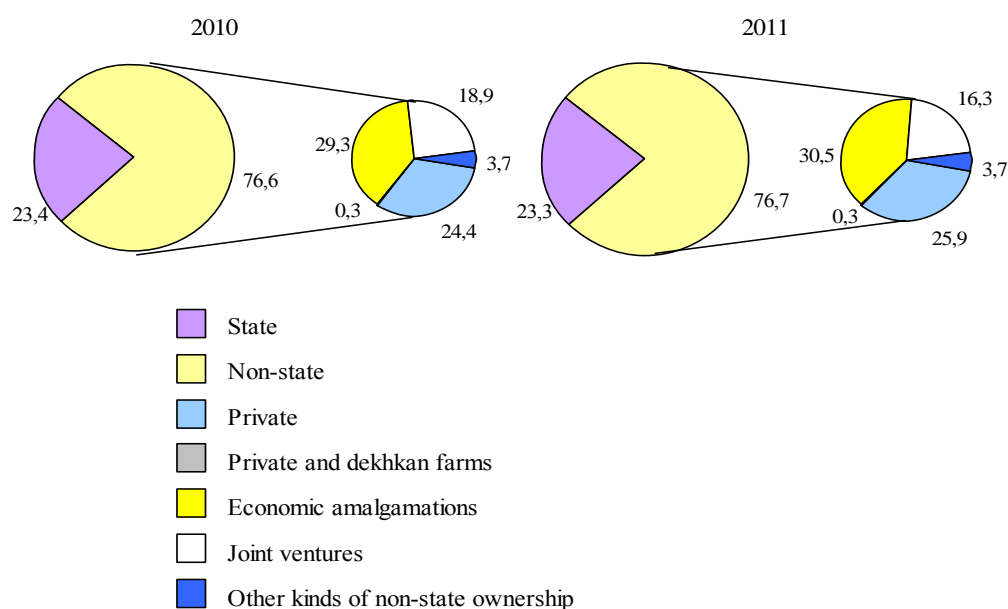 2010
2011
18,9
29,3
76,6
3,7
23,4
0,3
24,4
16,3
30,5
76,7
3,7
23,3
0,3
25,9
State
Non-state
Private
Private and dekhkan farms
Economic amalgamations
Joint ventures
Other kinds of non-state ownership